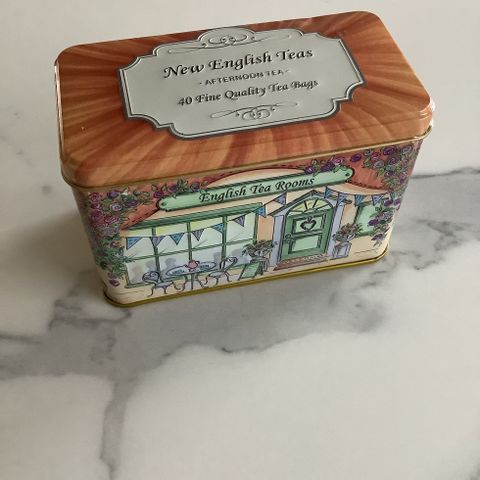 New English Teas
- AFTERNOON TEA -
40 Fine Quality Tea Bags
English Tea Rooms